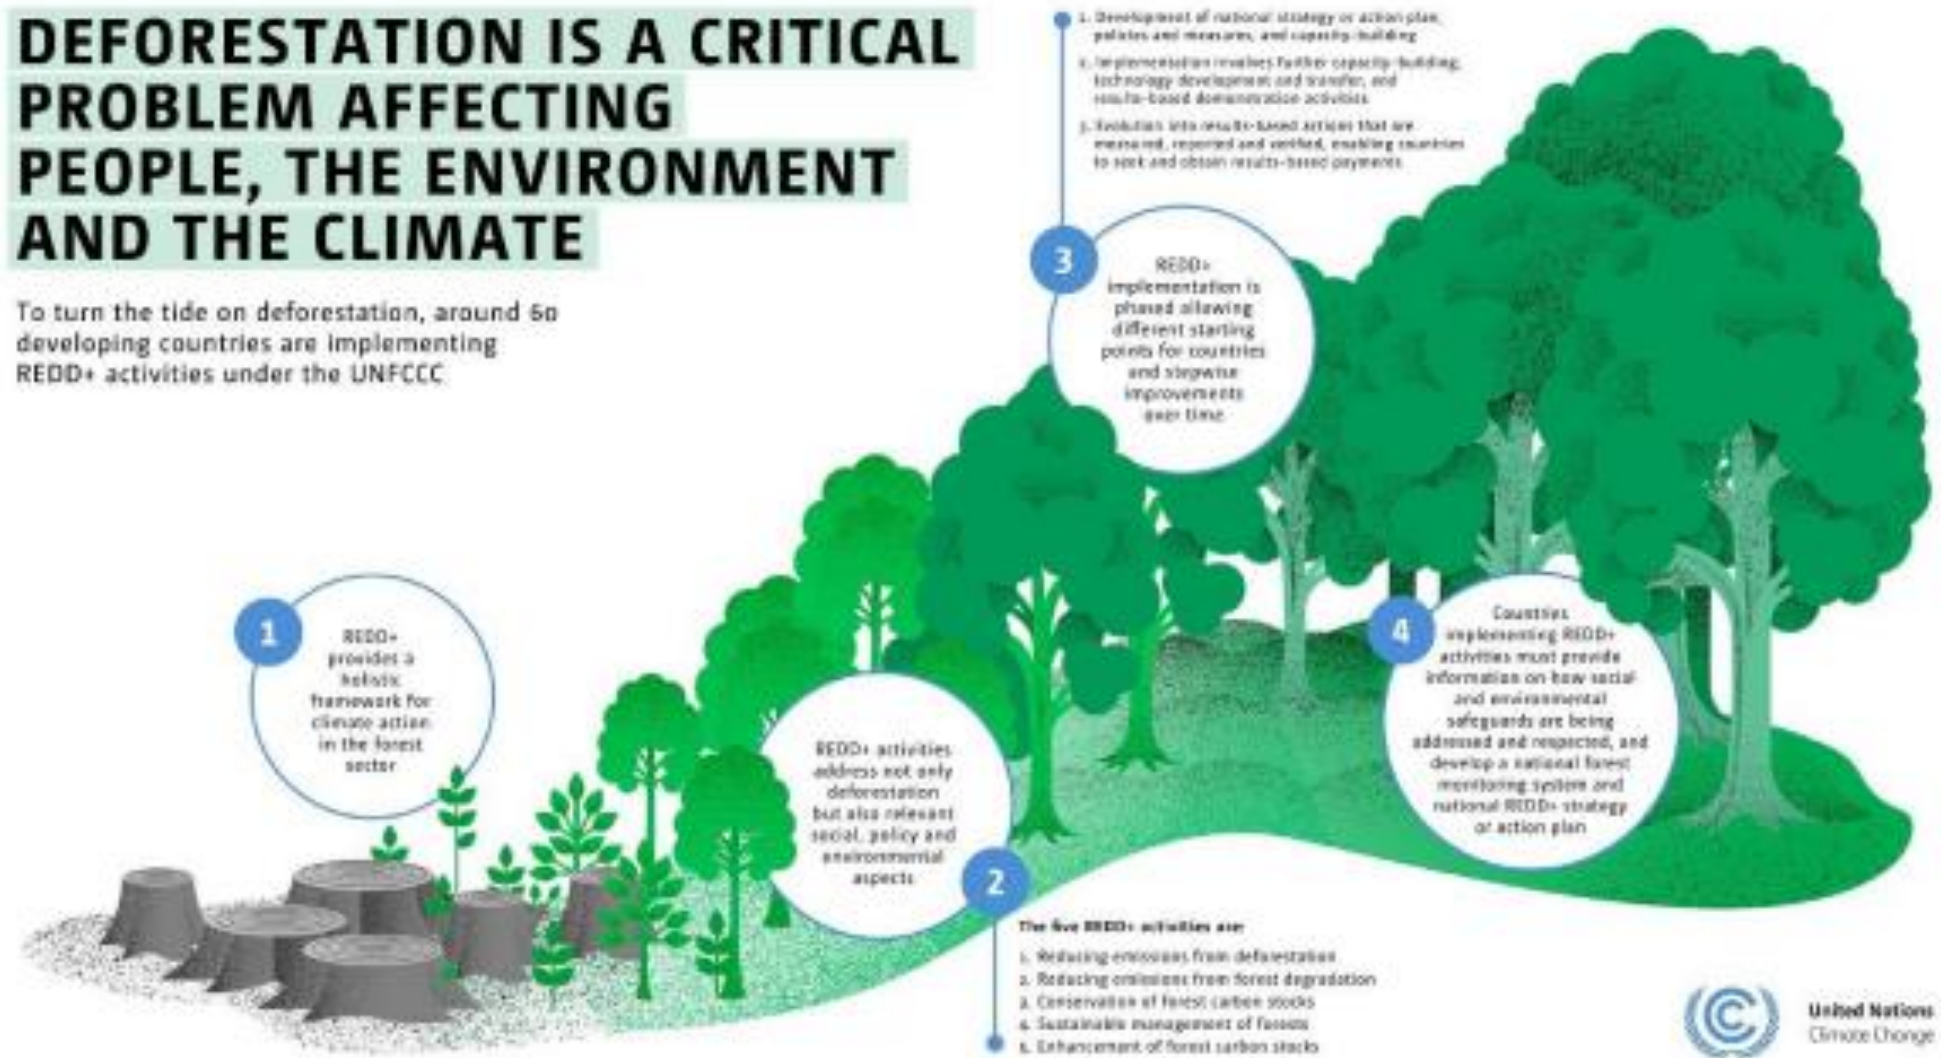 DEFORESTATION IS A CRITICAL
PROBLEM AFFECTING
PEOPLE, THE ENVIRONMENT
AND THE CLIMATE
To turn the tide on deforestation, around 60
developing countries are implementing
REDD+ activities under the UNFCCC
1
REDD+
provides a
holistic
framework for
climate action
in the forest
sector
REDD+ activities
address not only
deforestation
but also relevant
social, policy and
environmental
aspects
2
The five REDD+ activities are
1. Reducing emissions from deforestation
2. Reducing emissions from forest degradation
3. Conservation of forest carbon stocks
4. Sustainable management of forests
5. Enhancement of forest carbon stocks
1. Development of national strategy or action plan,
policies and measures, and capacity-building
2. Implementation involves further capacity-building,
technology development and transfer, and
results-based demonstration activities
3. Evolution into results-based actions that are
measured, reported and verified, enabling countries
to seek and obtain results-based payments
3
REDD+
implementation is
phased allowing
different starting
points for countries
and stepwise
improvements
over time
4
Countries
implementing REDD+
activities must provide
information on how social
and environmental
safeguards are being
addressed and respected, and
develop a national forest
monitoring system and
national REDD+ strategy
or action plan
United Nations
Climate Change